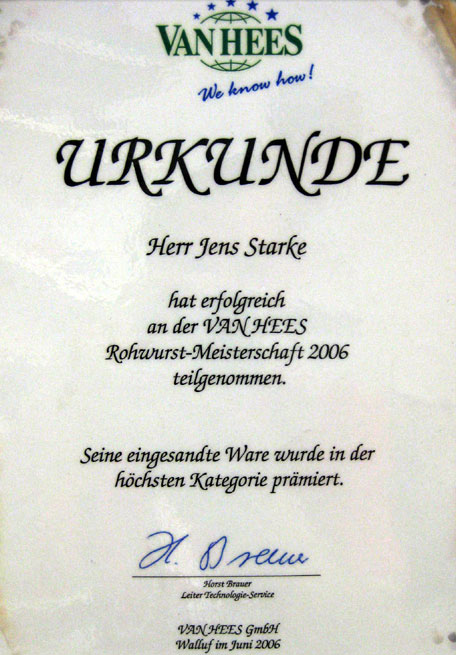 VAN HEES
We know how!
URKUNDE
Herr Jens Starke
hat erfolgreich
an der VAN HEES
Rohwurst-Meisterschaft 2006
teilgenommen.
Seine eingesandte Ware wurde in der
höchsten Kategorie prämiert.
H. Brauer
Horst Brauer
Leiter Technologie-Service
VAN HEES GmbH
Walluf im Juni 2006